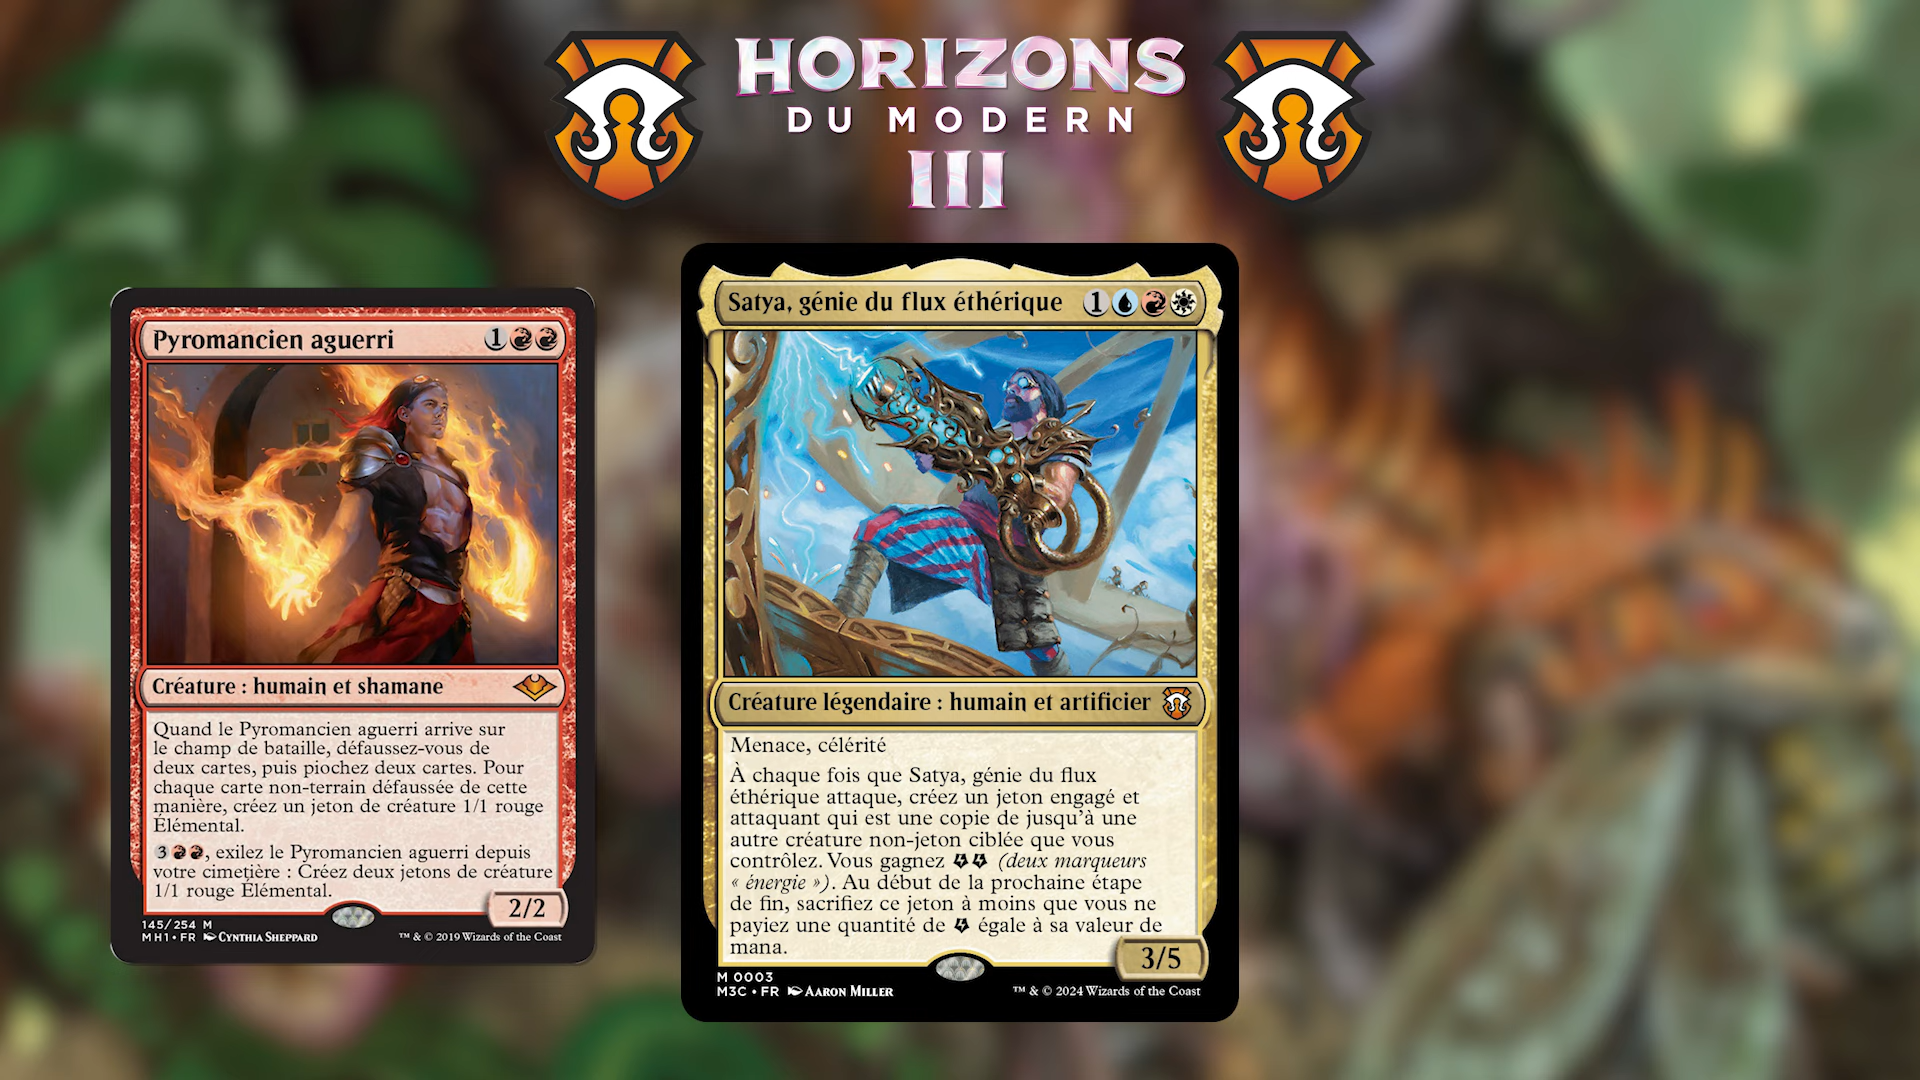 HORIZONS
DU MODERN
III
Pyromancien aguerri 1
Créature : humain et shamane
Quand le Pyromancien aguerri arrive sur
le champ de bataille, défaussez-vous de
deux cartes, puis piochez deux cartes. Pour
chaque carte non-terrain défaussée de cette
manière, créez un jeton de créature 1/1 rouge
Élémental.
3, exilez le Pyromancien aguerri depuis
votre cimetière : Créez deux jetons de créature
1/1 rouge Élémental.
2/2
145/254 M
MH1 • FR CYNTHIA SHEPPARD
™ & © 2019 Wizards of the Coast
Satya, génie du flux éthérique 1
Créature légendaire : humain et artificier
Menace, célérité
À chaque fois que Satya, génie du flux
éthérique attaque, créez un jeton engagé et
attaquant qui est une copie de jusqu'à une
autre créature non-jeton ciblée que vous
contrôlez. Vous gagnez (deux marqueurs
« énergie »). Au début de la prochaine étape
de fin, sacrifiez ce jeton à moins que vous ne
payiez une quantité de égale à sa valeur de
mana.
3/5
M 0003
M3C • FR AARON MILLER
™ & © 2024 Wizards of the Coast